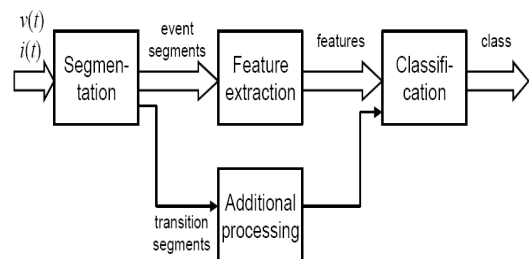 v(t)
i(t)
Segmen-
tation
event
segments
Feature
extraction
features
Classifi-
cation
class
transition
segments
Additional
processing